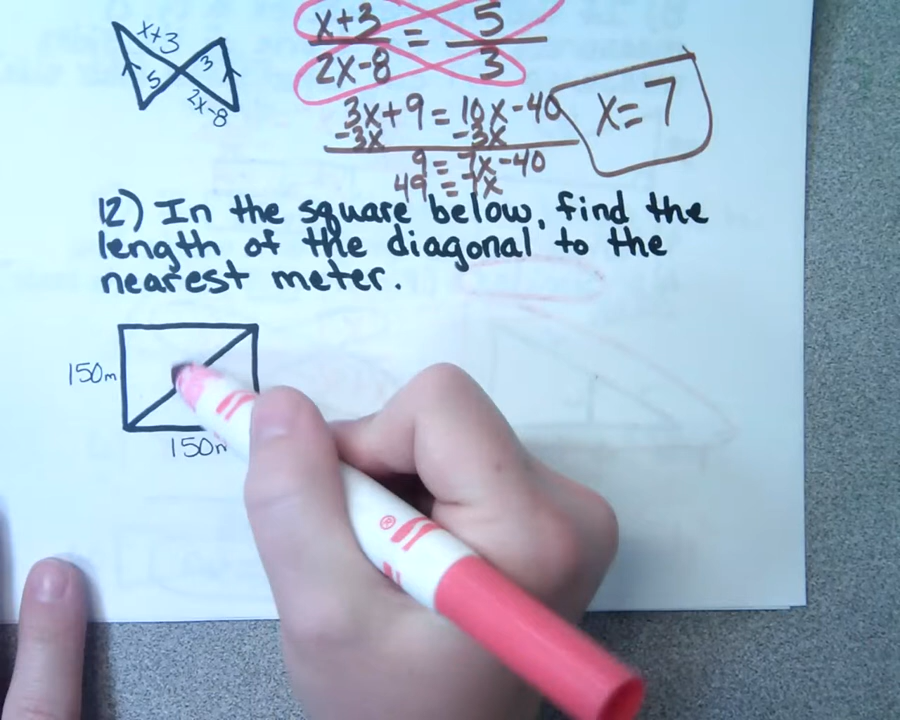 x+3
5
3
2x-8
x+3 = 5
2x-8 3
3x+9 = 10x-40
-3x -3x
9 = 7x-40
49 = 7x
x=7
12) In the square below, find the
length of the diagonal to the
nearest meter.
150m
150m